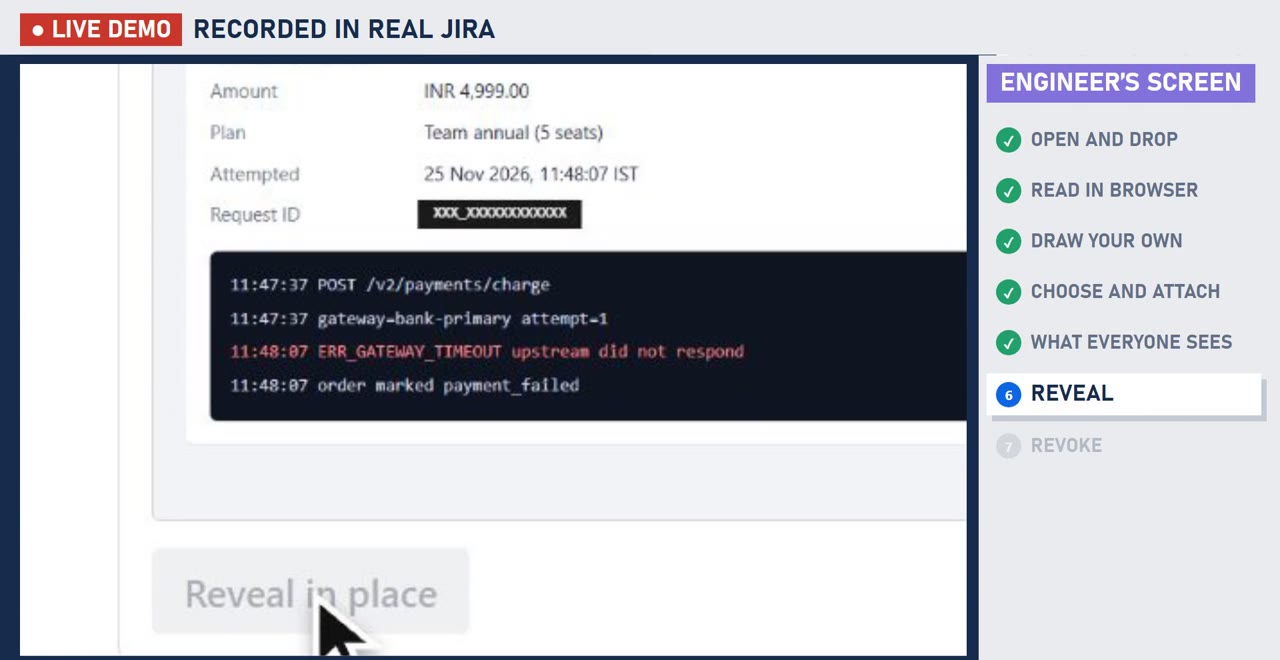 LIVE DEMO RECORDED IN REAL JIRA
Amount INR 4,999.00
Plan Team annual (5 seats)
Attempted 25 Nov 2026, 11:48:07 IST
Request ID XXX_XXXXXXXXXXXX
11:47:37 POST /v2/payments/charge
11:47:37 gateway=bank-primary attempt=1
11:48:07 ERR_GATEWAY_TIMEOUT upstream did not respond
11:48:07 order marked payment_failed
Reveal in place
ENGINEER’S SCREEN
✓ OPEN AND DROP
✓ READ IN BROWSER
✓ DRAW YOUR OWN
✓ CHOOSE AND ATTACH
✓ WHAT EVERYONE SEES
6 REVEAL
7 REVOKE